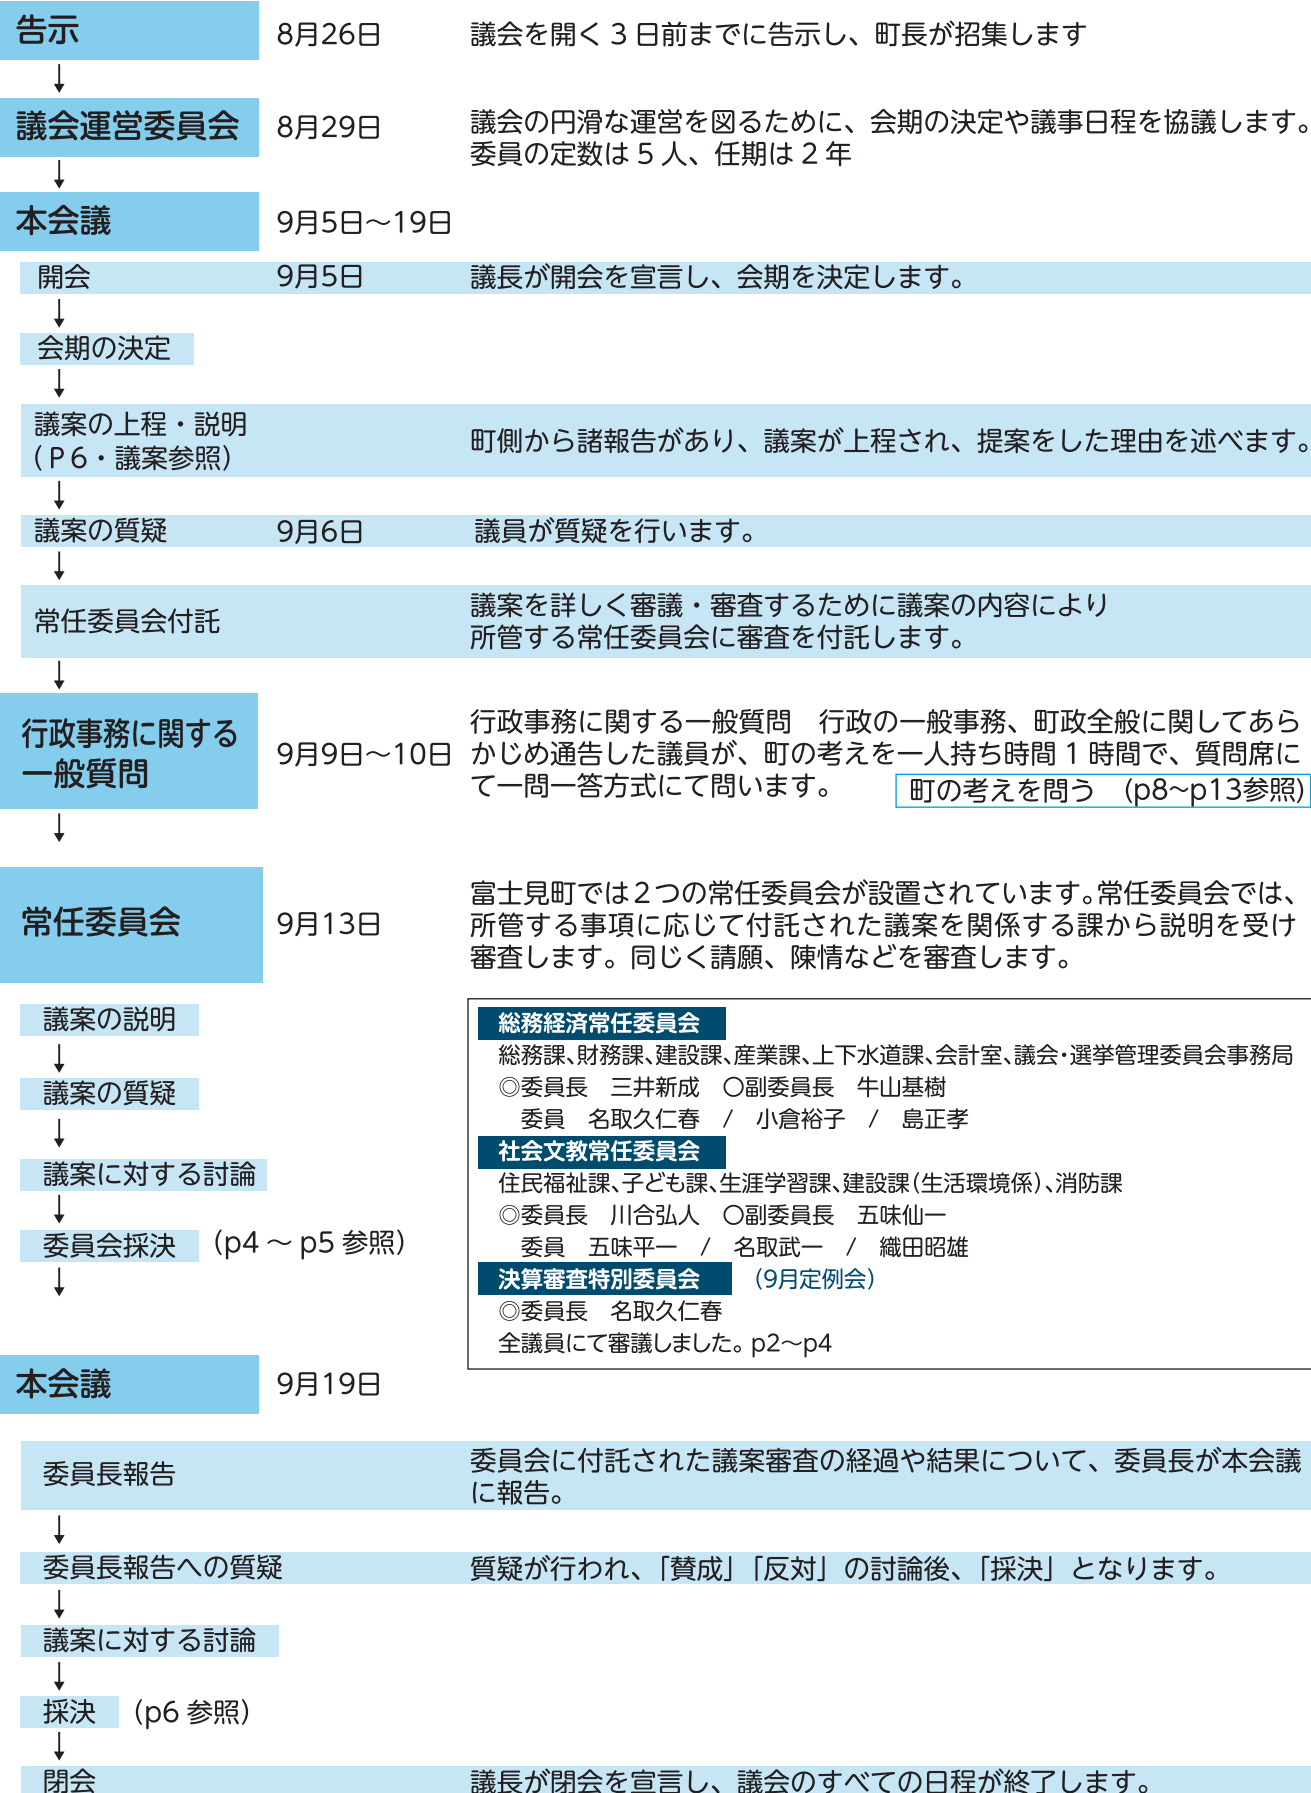 告示 8月26日 議会を開く3日前までに告示し、町長が招集します
↓
議会運営委員会 8月29日 議会の円滑な運営を図るために、会期の決定や議事日程を協議します。
委員の定数は5人、任期は2年
↓
本会議 9月5日～19日
開会 9月5日 議長が開会を宣言し、会期を決定します。
↓
会期の決定
↓
議案の上程・説明
(P6・議案参照) 町側から諸報告があり、議案が上程され、提案をした理由を述べます。
↓
議案の質疑 9月6日 議員が質疑を行います。
↓
常任委員会付託 議案を詳しく審議・審査するために議案の内容により
所管する常任委員会に審査を付託します。
↓
行政事務に関する
一般質問
9月9日～10日
行政事務に関する一般質問　行政の一般事務、町政全般に関してあら
かじめ通告した議員が、町の考えを一人持ち時間1時間で、質問席に
て一問一答方式にて問います。
町の考えを問う　(p8~p13参照)
↓
常任委員会 9月13日
富士見町では2つの常任委員会が設置されています。常任委員会では、
所管する事項に応じて付託された議案を関係する課から説明を受け
審査します。同じく請願、陳情などを審査します。
議案の説明
↓
議案の質疑
↓
議案に対する討論
↓
委員会採決 (p4～p5参照)
↓
総務経済常任委員会
総務課、財務課、建設課、産業課、上下水道課、会計室、議会・選挙管理委員会事務局
◎委員長　三井新成　〇副委員長　牛山基樹
委員　名取久仁春　/　小倉裕子　/　島正孝
社会文教常任委員会
住民福祉課、子ども課、生涯学習課、建設課(生活環境係)、消防課
◎委員長　川合弘人　〇副委員長　五味仙一
委員　五味平一　/　名取武一　/　織田昭雄
決算審査特別委員会　(9月定例会)
◎委員長　名取久仁春
全議員にて審議しました。p2～p4
本会議 9月19日
委員長報告 委員会に付託された議案審査の経過や結果について、委員長が本会議
に報告。
↓
委員長報告への質疑 質疑が行われ、「賛成」「反対」の討論後、「採決」となります。
↓
議案に対する討論
↓
採決 (p6参照)
↓
閉会 議長が閉会を宣言し、議会のすべての日程が終了します。